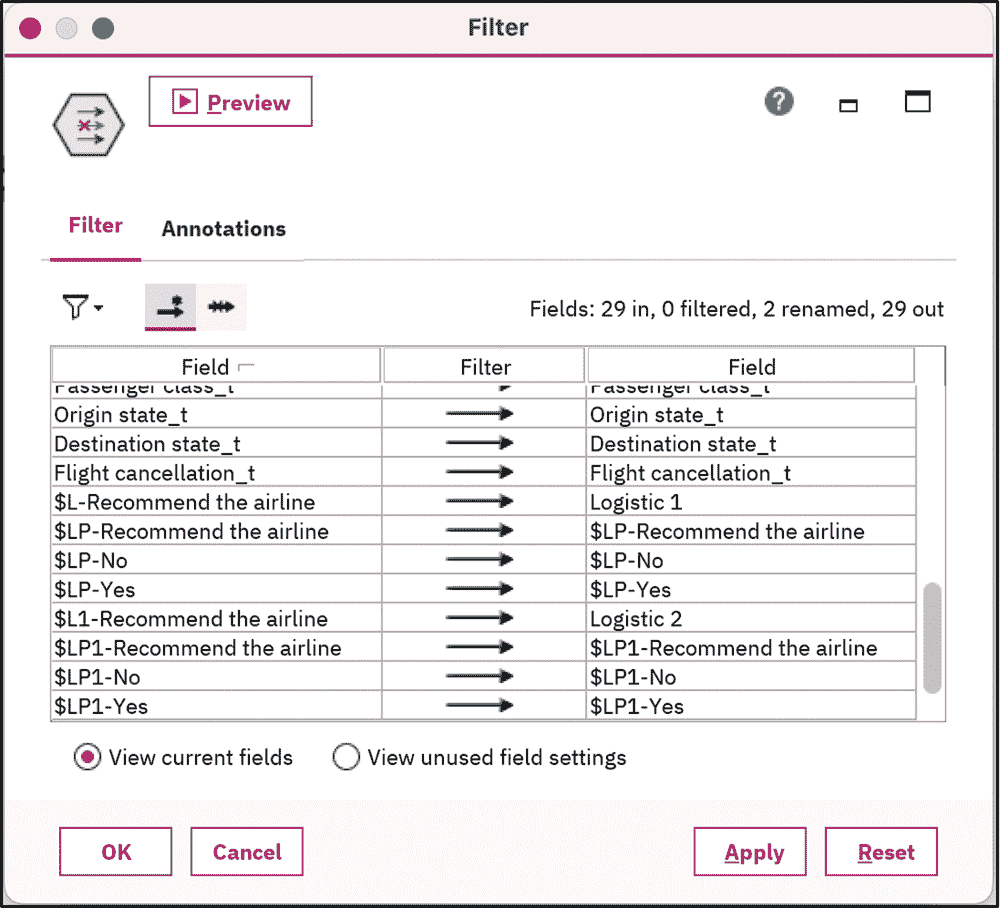 Filter
Preview
Filter Annotations
Fields: 29 in, 0 filtered, 2 renamed, 29 out
Field Filter Field
Passenger class_t Passenger class_t
Origin state_t Origin state_t
Destination state_t Destination state_t
Flight cancellation_t Flight cancellation_t
$L-Recommend the airline Logistic 1
$LP-Recommend the airline $LP-Recommend the airline
$LP-No $LP-No
$LP-Yes $LP-Yes
$L1-Recommend the airline Logistic 2
$LP1-Recommend the airline $LP1-Recommend the airline
$LP1-No $LP1-No
$LP1-Yes $LP1-Yes
View current fields View unused field settings
OK Cancel Apply Reset